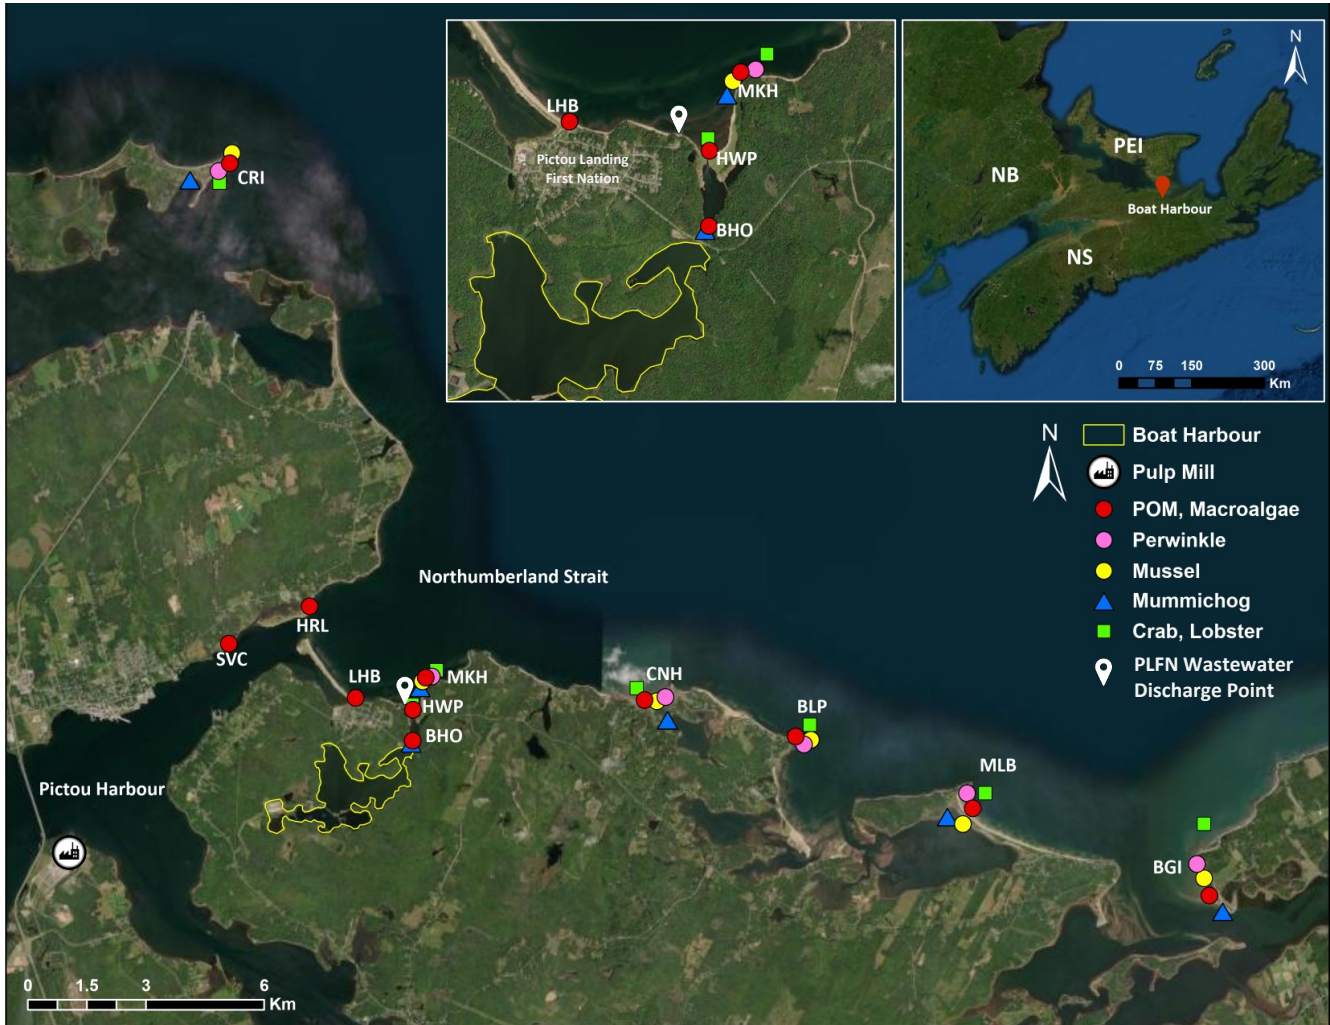 CRI
LHB
MKH
HWP
Pictou Landing
First Nation
BHO
N
PEI
NB
Boat Harbour
NS
0 75 150 300
Km
N
Boat Harbour
Pulp Mill
POM, Macroalgae
Perwinkle
Mussel
Mummichog
Crab, Lobster
PLFN Wastewater
Discharge Point
Northumberland Strait
HRL
SVC
LHB
MKH
HWP
BHO
CNH
BLP
MLB
BGI
Pictou Harbour
0 1.5 3 6
Km